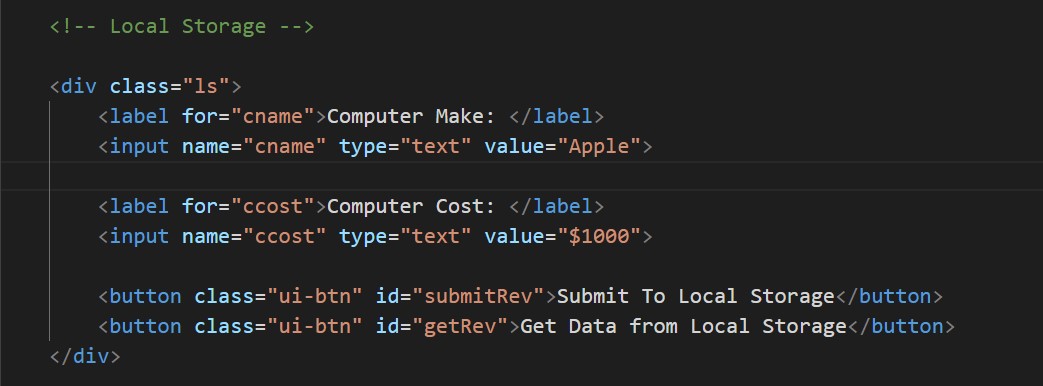 <!-- Local Storage -->
<div class="ls">
<label for="cname">Computer Make: </label>
<input name="cname" type="text" value="Apple">
<label for="ccost">Computer Cost: </label>
<input name="ccost" type="text" value="$1000">
<button class="ui-btn" id="submitRev">Submit To Local Storage</button>
<button class="ui-btn" id="getRev">Get Data from Local Storage</button>
</div>